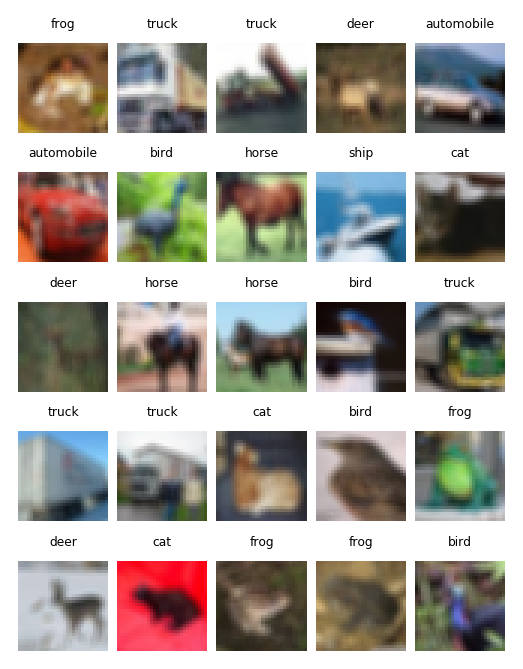 frog truck truck deer automobile
automobile bird horse ship cat
deer horse horse bird truck
truck truck cat bird frog
deer cat frog frog bird